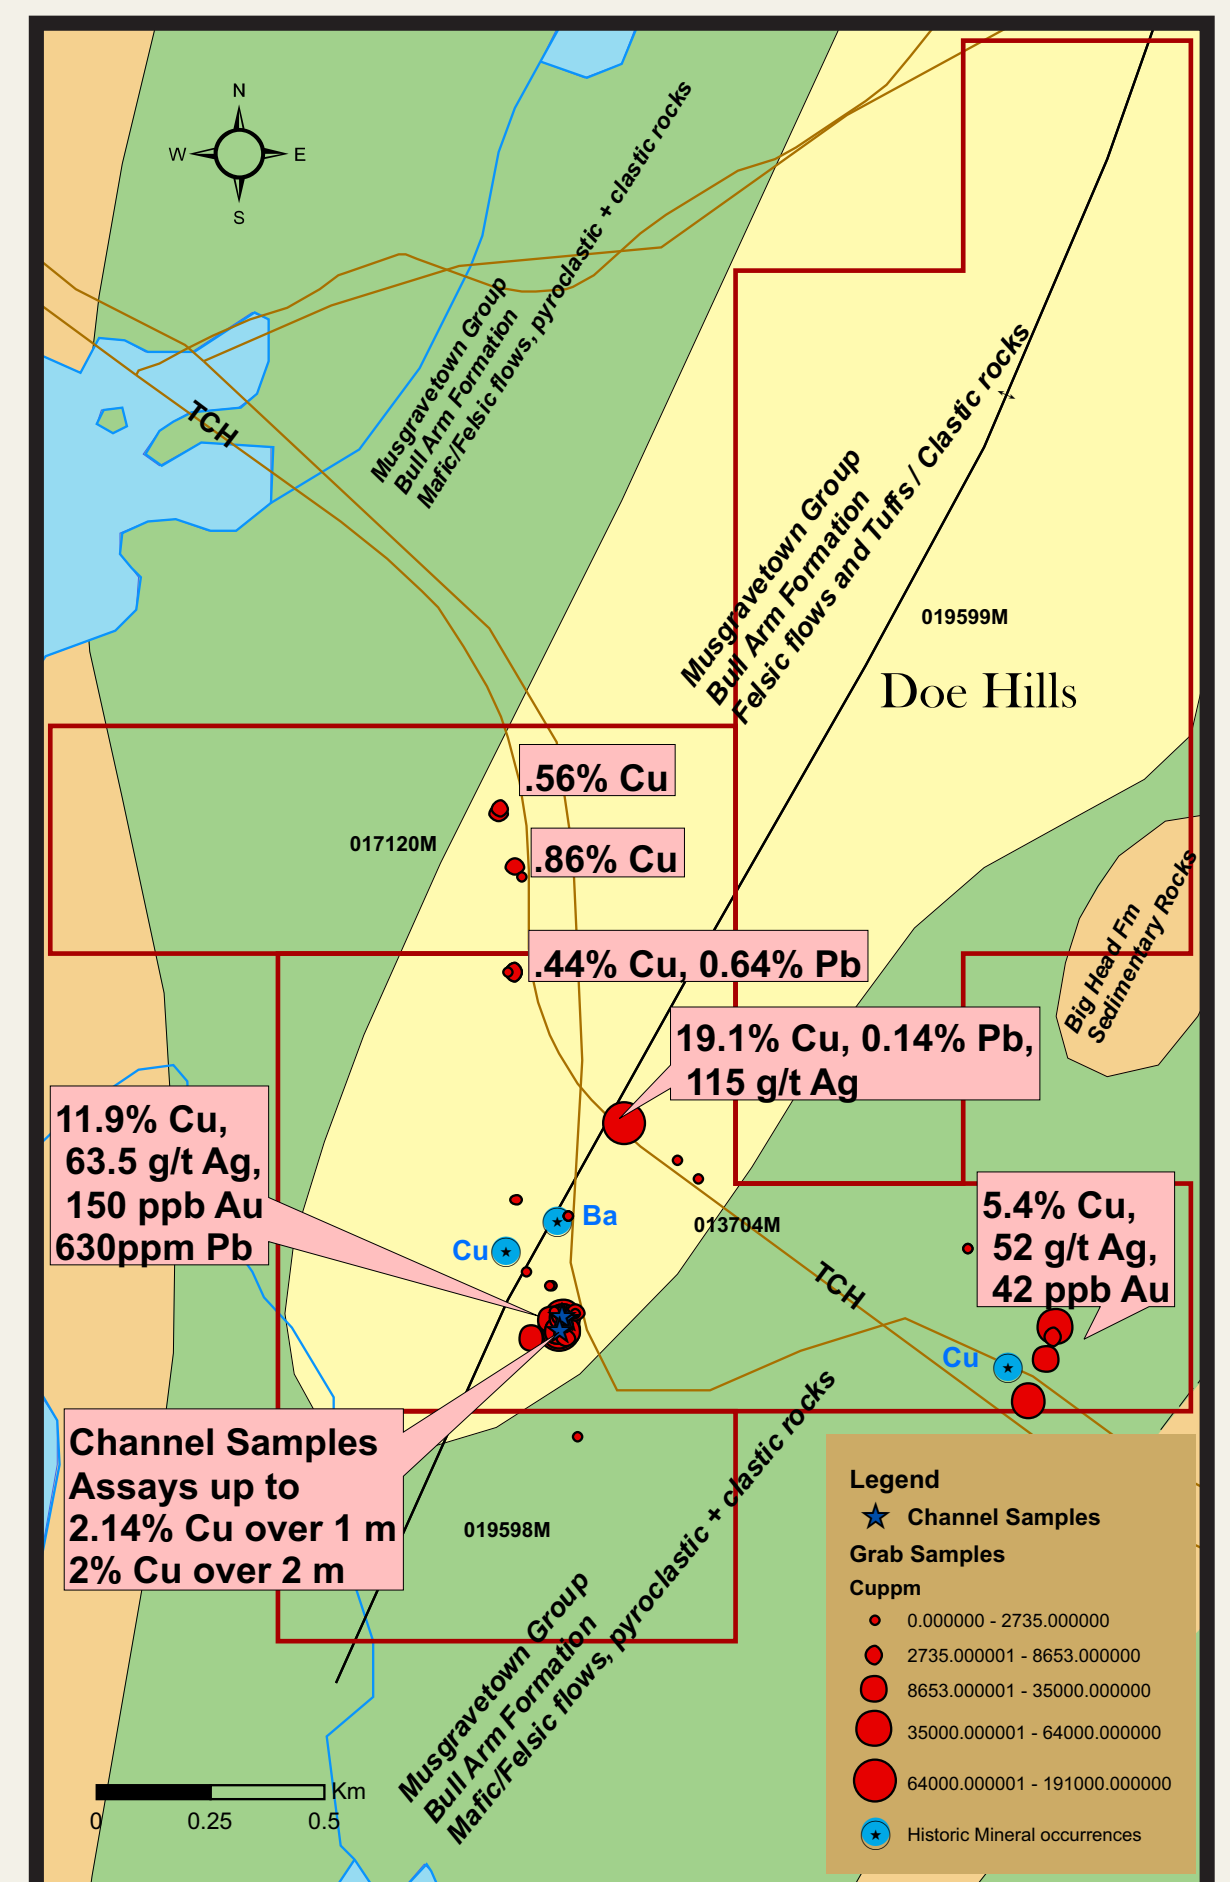 N
W
E
S
Musgravetown Group
Bull Arm Formation
Mafic/Felsic flows, pyroclastic + clastic rocks
TCH
Musgravetown Group
Bull Arm Formation
Felsic flows and Tuffs / Clastic rocks
019599M
Doe Hills
.56% Cu
017120M
.86% Cu
Big Head Fm
Sedimentary Rocks
.44% Cu, 0.64% Pb
19.1% Cu, 0.14% Pb,
115 g/t Ag
11.9% Cu,
63.5 g/t Ag,
150 ppb Au
630ppm Pb
Ba
Cu
013704M
5.4% Cu,
52 g/t Ag,
42 ppb Au
TCH
Cu
Channel Samples
Assays up to
2.14% Cu over 1 m
2% Cu over 2 m
019598M
Musgravetown Group
Bull Arm Formation
Mafic/Felsic flows, pyroclastic + clastic rocks
Legend
Channel Samples
Grab Samples
Cuppm
0.000000 - 2735.000000
2735.000001 - 8653.000000
8653.000001 - 35000.000000
35000.000001 - 64000.000000
64000.000001 - 191000.000000
Historic Mineral occurrences
Km
0 0.25 0.5